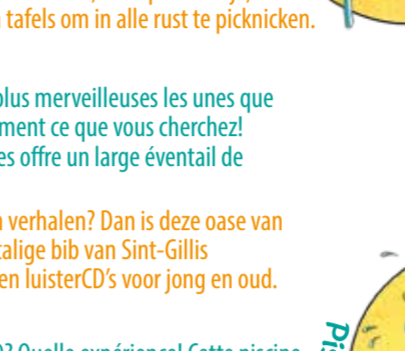 tafels om in alle rust te picknicken.
plus merveilleuses les unes que
ment ce que vous cherchez!
es offre un large éventail de
verhalen? Dan is deze oase van
talige bib van Sint-Gillis
en luisterCD's voor jong en oud.
? Quelle expérience! Cette piscine